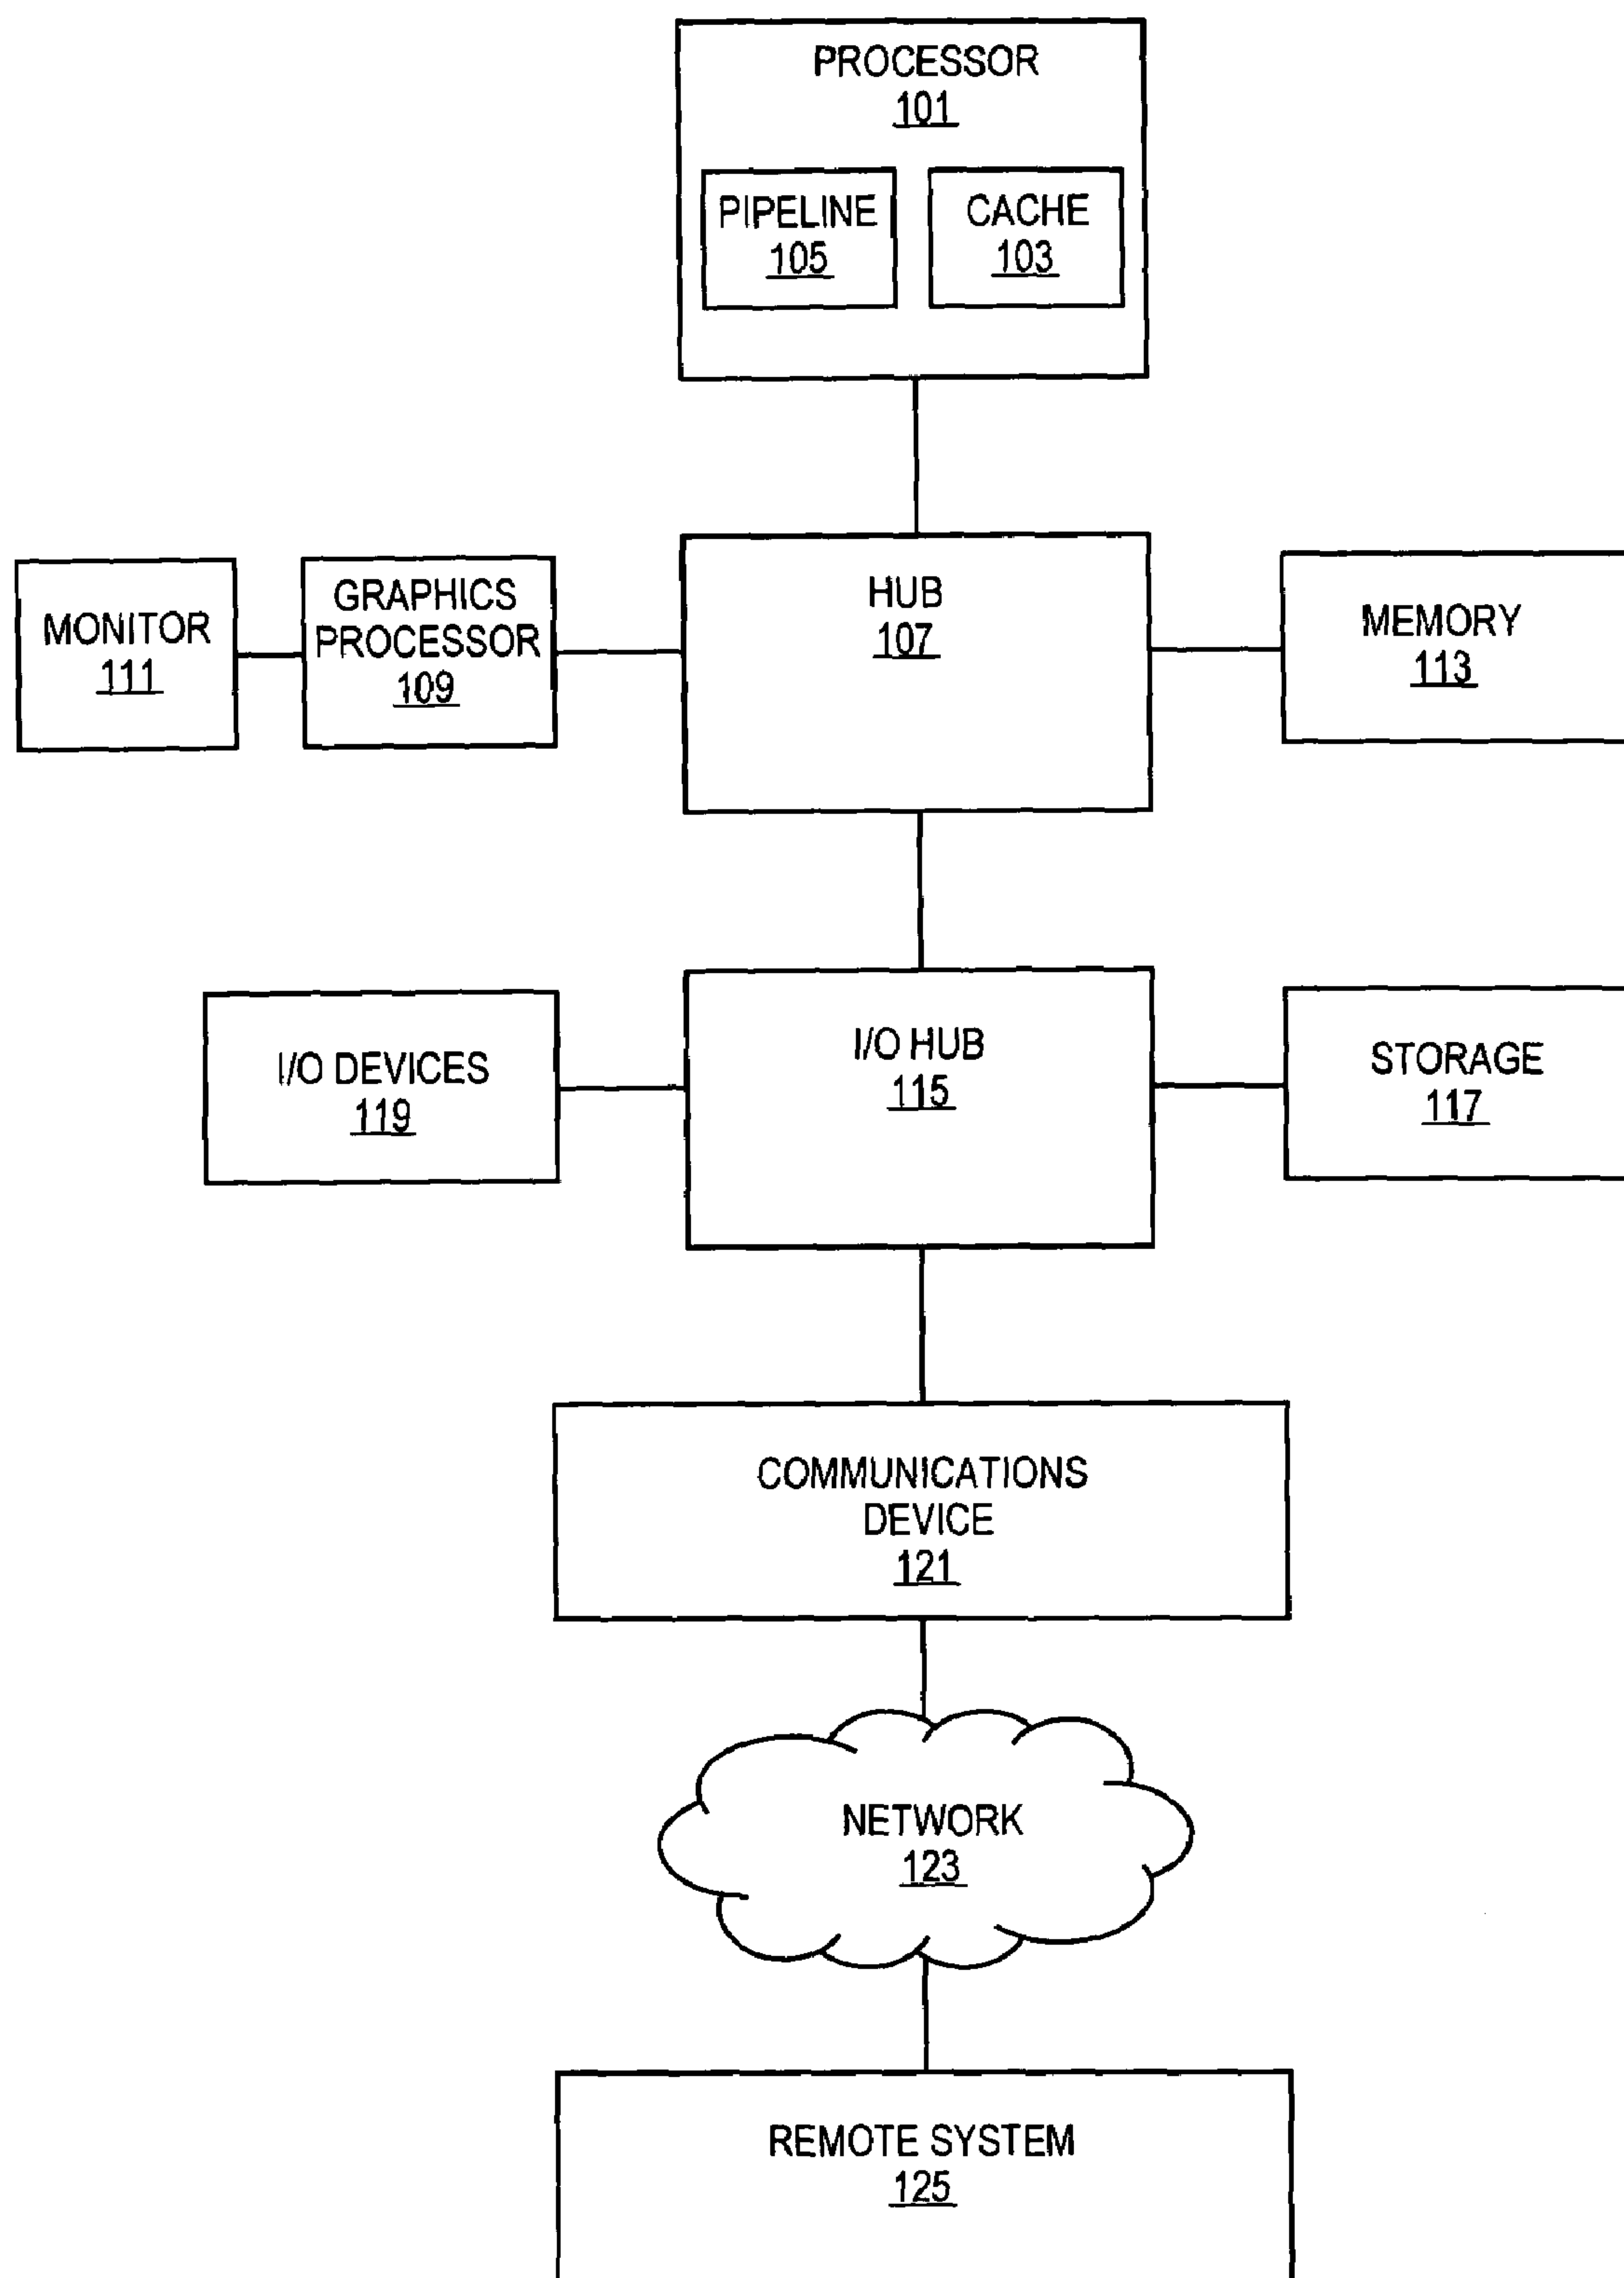 PROCESSOR
101
PIPELINE
105
CACHE
103
MONITOR
111
GRAPHICS
PROCESSOR
109
HUB
107
MEMORY
113
I/O DEVICES
119
I/O HUB
115
STORAGE
117
COMMUNICATIONS
DEVICE
121
NETWORK
123
REMOTE SYSTEM
125